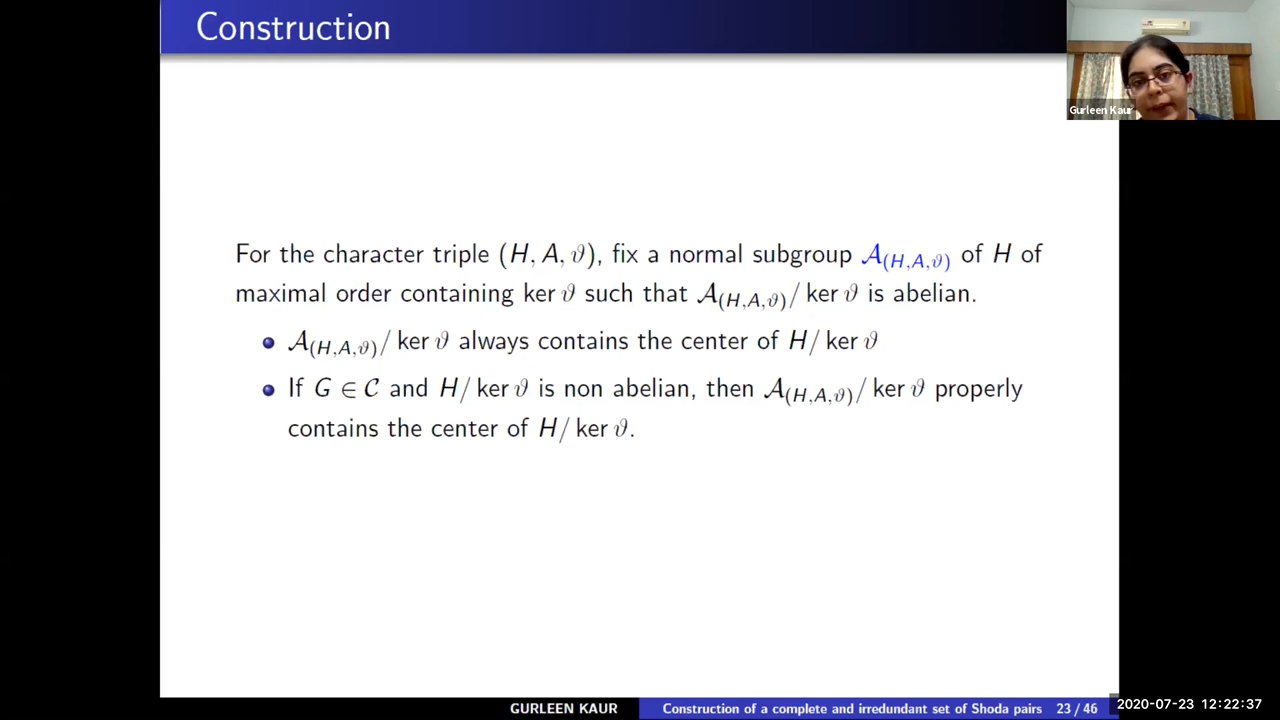 Construction
Gurleen Kaur
For the character triple (H, A, ϑ), fix a normal subgroup 𝒜(H,A,ϑ) of H of
maximal order containing ker ϑ such that 𝒜(H,A,ϑ)/ ker ϑ is abelian.
𝒜(H,A,ϑ)/ ker ϑ always contains the center of H/ ker ϑ
If G ∈ 𝒞 and H/ ker ϑ is non abelian, then 𝒜(H,A,ϑ)/ ker ϑ properly
contains the center of H/ ker ϑ.
GURLEEN KAUR
Construction of a complete and irredundant set of Shoda pairs 23 / 46
2020-07-23 12:22:37